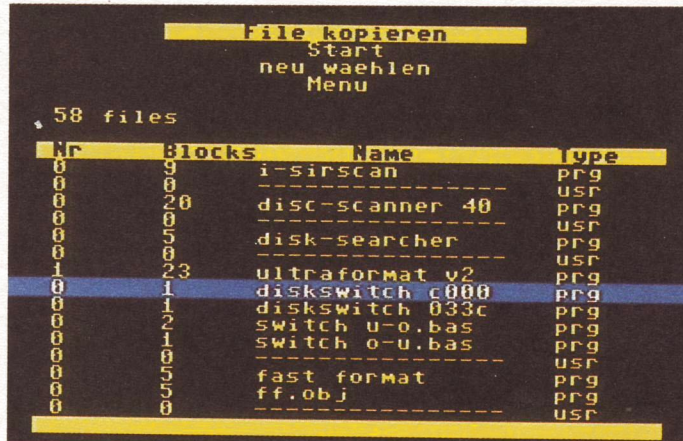 File kopieren
Start
neu waehlen
Menu
58 files
Nr Blocks Name Type
0 9 i-sirscan prg
0 0 ---------------- usr
0 20 disc-scanner 40 prg
0 0 ---------------- usr
0 5 disk-searcher prg
0 0 ---------------- usr
1 23 ultraformat v2 prg
0 1 diskswitch c000 prg
0 1 diskswitch 033c prg
0 2 switch u-o.bas prg
0 1 switch o-u.bas prg
0 0 ---------------- usr
0 5 fast format prg
0 5 ff.obj prg
0 0 ---------------- usr